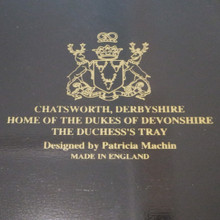 CHATSWORTH, DERBYSHIRE
HOME OF THE DUKES OF DEVONSHIRE
THE DUCHESS'S TRAY
Designed by Patricia Machin
MADE IN ENGLAND